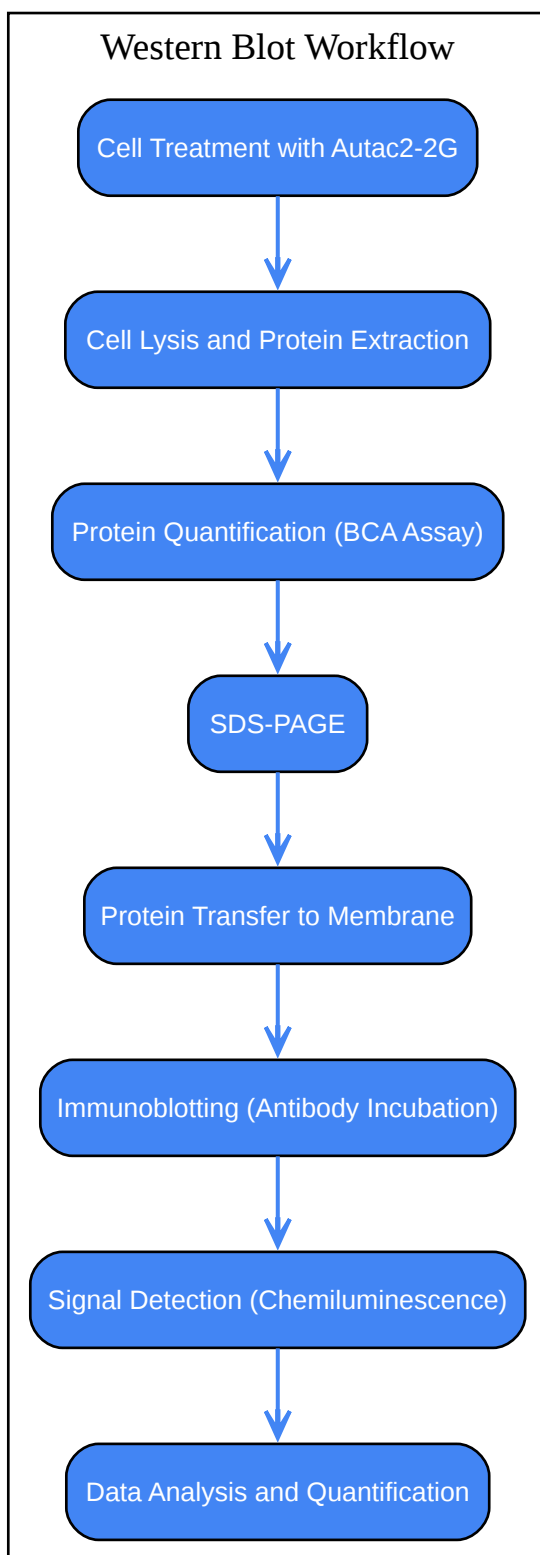 Western Blot Workflow
Cell Treatment with Autac2-2G
Cell Lysis and Protein Extraction
Protein Quantification (BCA Assay)
SDS-PAGE
Protein Transfer to Membrane
Immunoblotting (Antibody Incubation)
Signal Detection (Chemiluminescence)
Data Analysis and Quantification